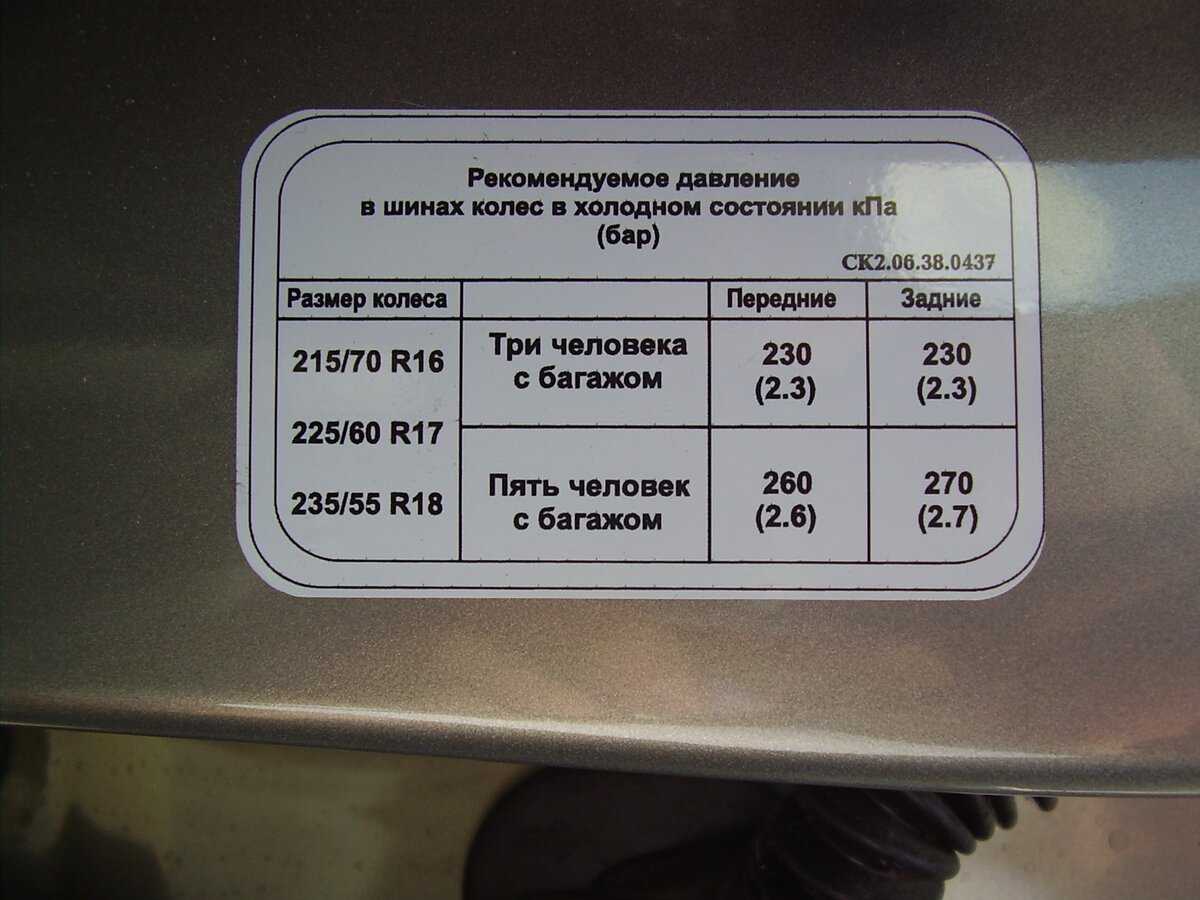 Рекомендуемое давление
в шинах колес в холодном состоянии кПа
(бар)
СК2.06.38.0437
Размер колеса Передние Задние
215/70 R16
225/60 R17
235/55 R18
Три человека
с багажом
230
(2.3)
230
(2.3)
Пять человек
с багажом
260
(2.6)
270
(2.7)